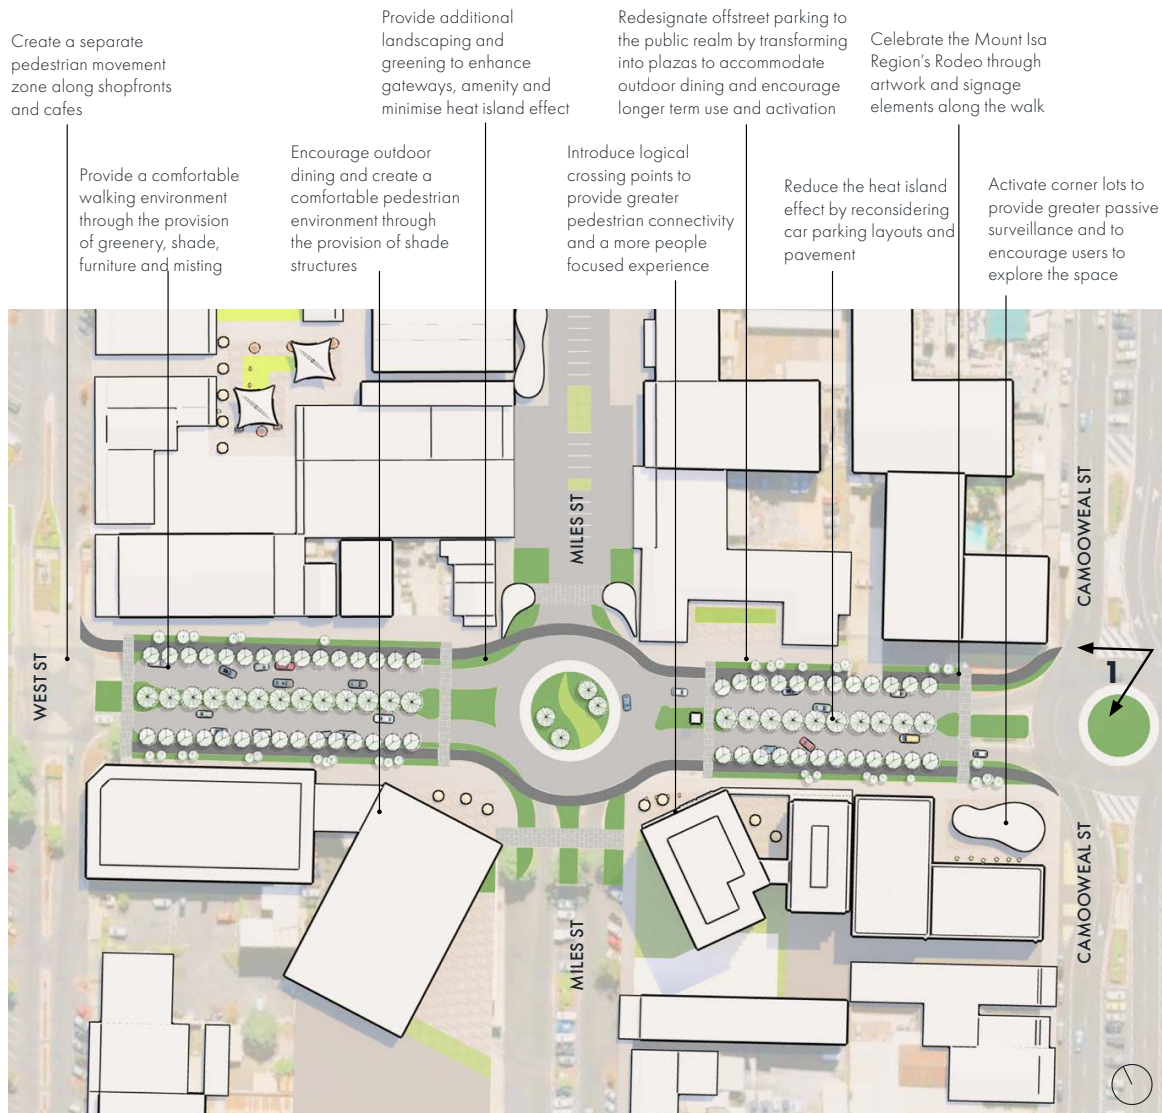 Create a separate
pedestrian movement
zone along shopfronts
and cafes
Provide a comfortable
walking environment
through the provision
of greenery, shade,
furniture and misting
Encourage outdoor
dining and create a
comfortable pedestrian
environment through
the provision of shade
structures
Provide additional
landscaping and
greening to enhance
gateways, amenity and
minimise heat island effect
Introduce logical
crossing points to
provide greater
pedestrian connectivity
and a more people
focused experience
Redesignate offstreet parking to
the public realm by transforming
into plazas to accommodate
outdoor dining and encourage
longer term use and activation
Reduce the heat island
effect by reconsidering
car parking layouts and
pavement
Celebrate the Mount Isa
Region's Rodeo through
artwork and signage
elements along the walk
Activate corner lots to
provide greater passive
surveillance and to
encourage users to
explore the space
MILES ST
CAMOOWEAL ST
WEST ST
1
MILES ST
CAMOOWEAL ST